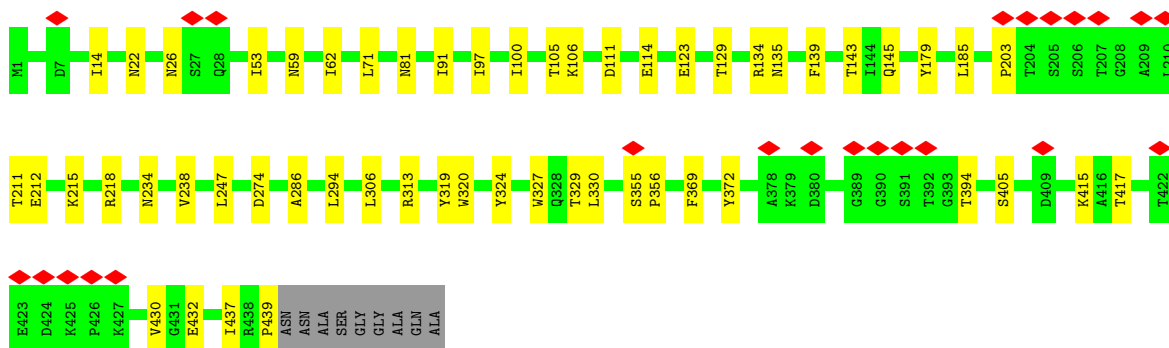 M1 D7 I14 N22 N26 S27 Q28 I53 N59 I62 L71 N81 I91 I97 I100 T105 K106 D111 E114 E123 T129 R134 N135 F139 T143 I144 Q145 Y179 L185 P203 T204 S205 S206 T207 G208 A209 L210
T211 E212 K215 R218 N234 V238 L247 D274 A286 L294 L306 R313 Y319 W320 Y324 W327 Q328 T329 L330 S355 P356 F369 Y372 A378 K379 D380 G389 G390 S391 T392 G393 T394 S405 D409 K415 A416 T417 T422
E423 D424 K425 P426 K427 V430 G431 E432 I437 R438 P439 ASN ASN ALA SER GLY GLY ALA GLN ALA